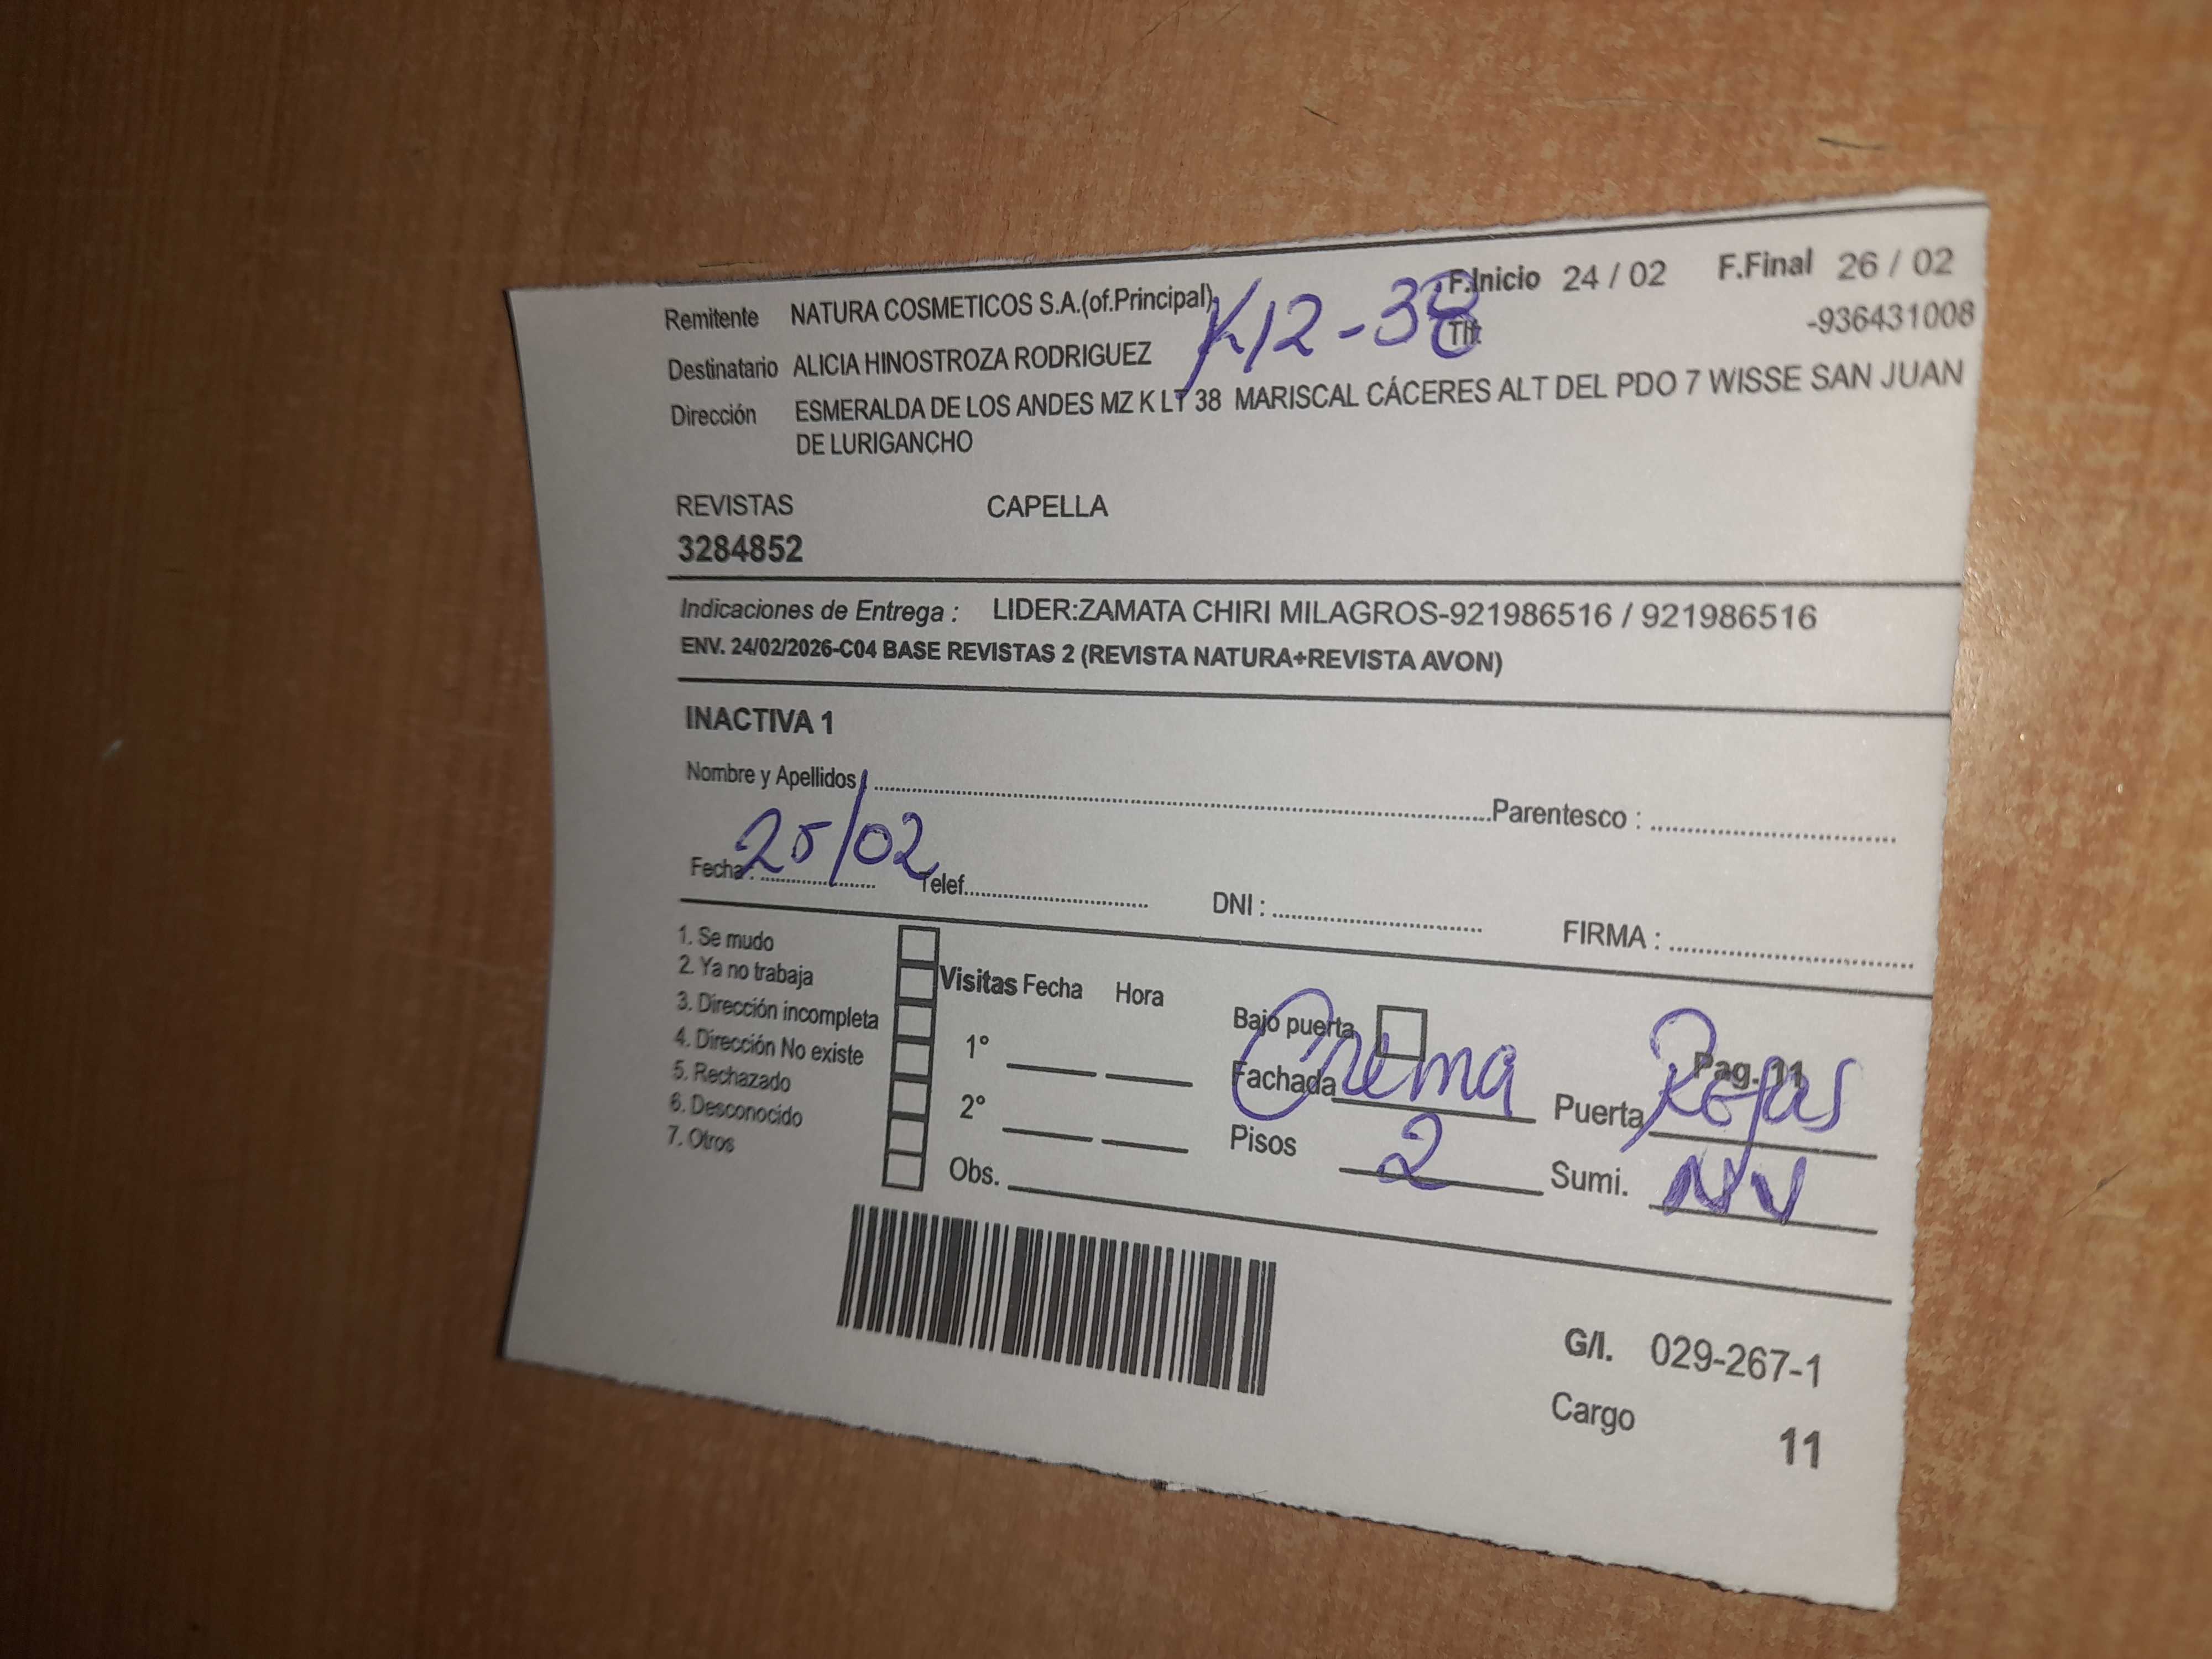 Remitente NATURA COSMETICOS S.A.(of.Principal) K12-38 F.Inicio 24 / 02 F.Final 26 / 02
Destinatario ALICIA HINOSTROZA RODRIGUEZ Tlf. -936431008
Dirección ESMERALDA DE LOS ANDES MZ K LT 38 MARISCAL CÁCERES ALT DEL PDO 7 WISSE SAN JUAN
DE LURIGANCHO
REVISTAS CAPELLA
3284852
Indicaciones de Entrega : LIDER:ZAMATA CHIRI MILAGROS-921986516 / 921986516
ENV. 24/02/2026-C04 BASE REVISTAS 2 (REVISTA NATURA+REVISTA AVON)
INACTIVA 1
Nombre y Apellidos Parentesco :
Fecha : 25/02 Telef. DNI : FIRMA :
1. Se mudo
2. Ya no trabaja
3. Dirección incompleta
4. Dirección No existe
5. Rechazado
6. Desconocido
7. Otros
Visitas Fecha Hora
1°
2°
Obs.
Bajo puerta Pag. 11
Fachada Crema Puerta Rejas
Pisos 2 Sumi. NV
G/I. 029-267-1
Cargo 11